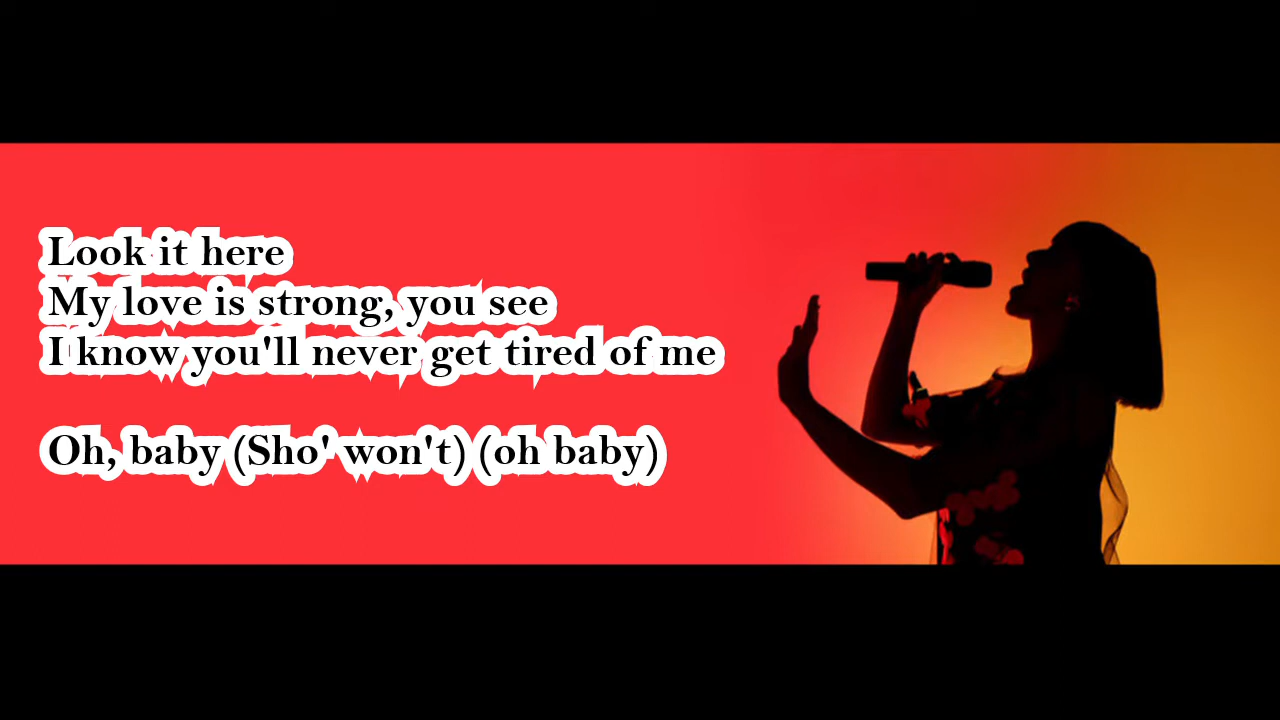 Look it here
My love is strong, you see
I know you'll never get tired of me
Oh, baby (Sho' won't) (oh baby)